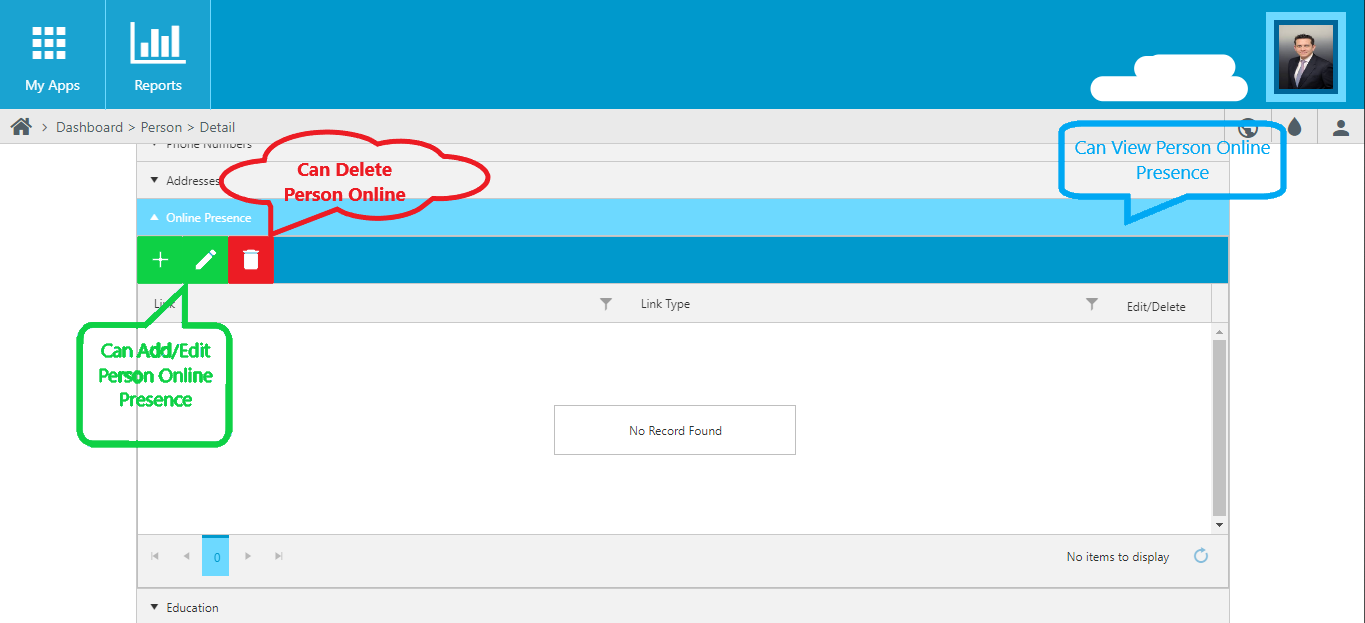 My Apps
Reports
Dashboard > Person > Detail
Phone Numbers
Addresses
Can Delete
Person Online
Can View Person Online
Presence
Online Presence
Link
Link Type
Edit/Delete
Can Add/Edit
Person Online
Presence
No Record Found
0
No items to display
Education